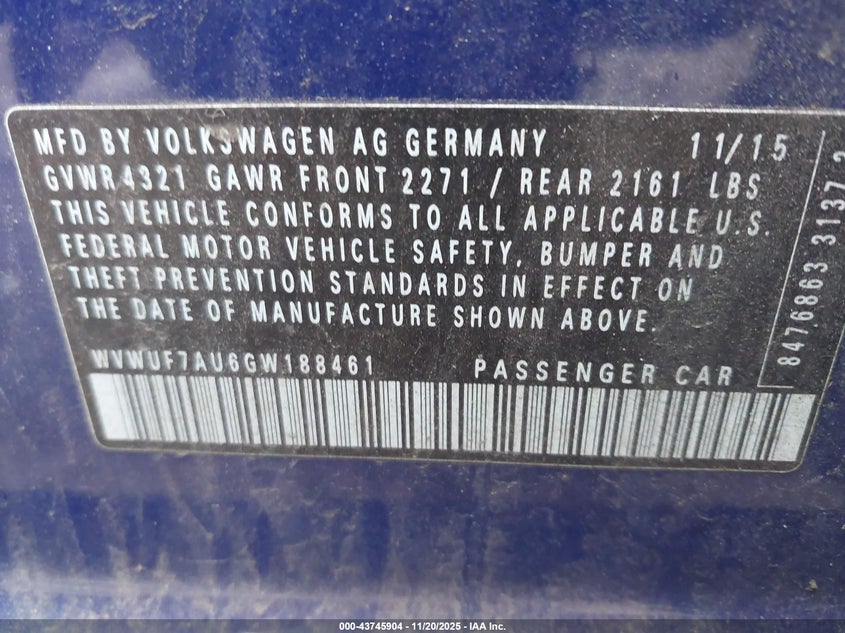 MFD BY VOLKSWAGEN AG GERMANY 11/15
GVWR 4321 GAWR FRONT 2271 / REAR 2161 LBS
THIS VEHICLE CONFORMS TO ALL APPLICABLE U.S.
FEDERAL MOTOR VEHICLE SAFETY, BUMPER AND
THEFT PREVENTION STANDARDS IN EFFECT ON
THE DATE OF MANUFACTURE SHOWN ABOVE.
WVWUF7AU6GW188461 PASSENGER CAR
8476863 3137
000-43745904 - 11/20/2025 - IAA Inc.